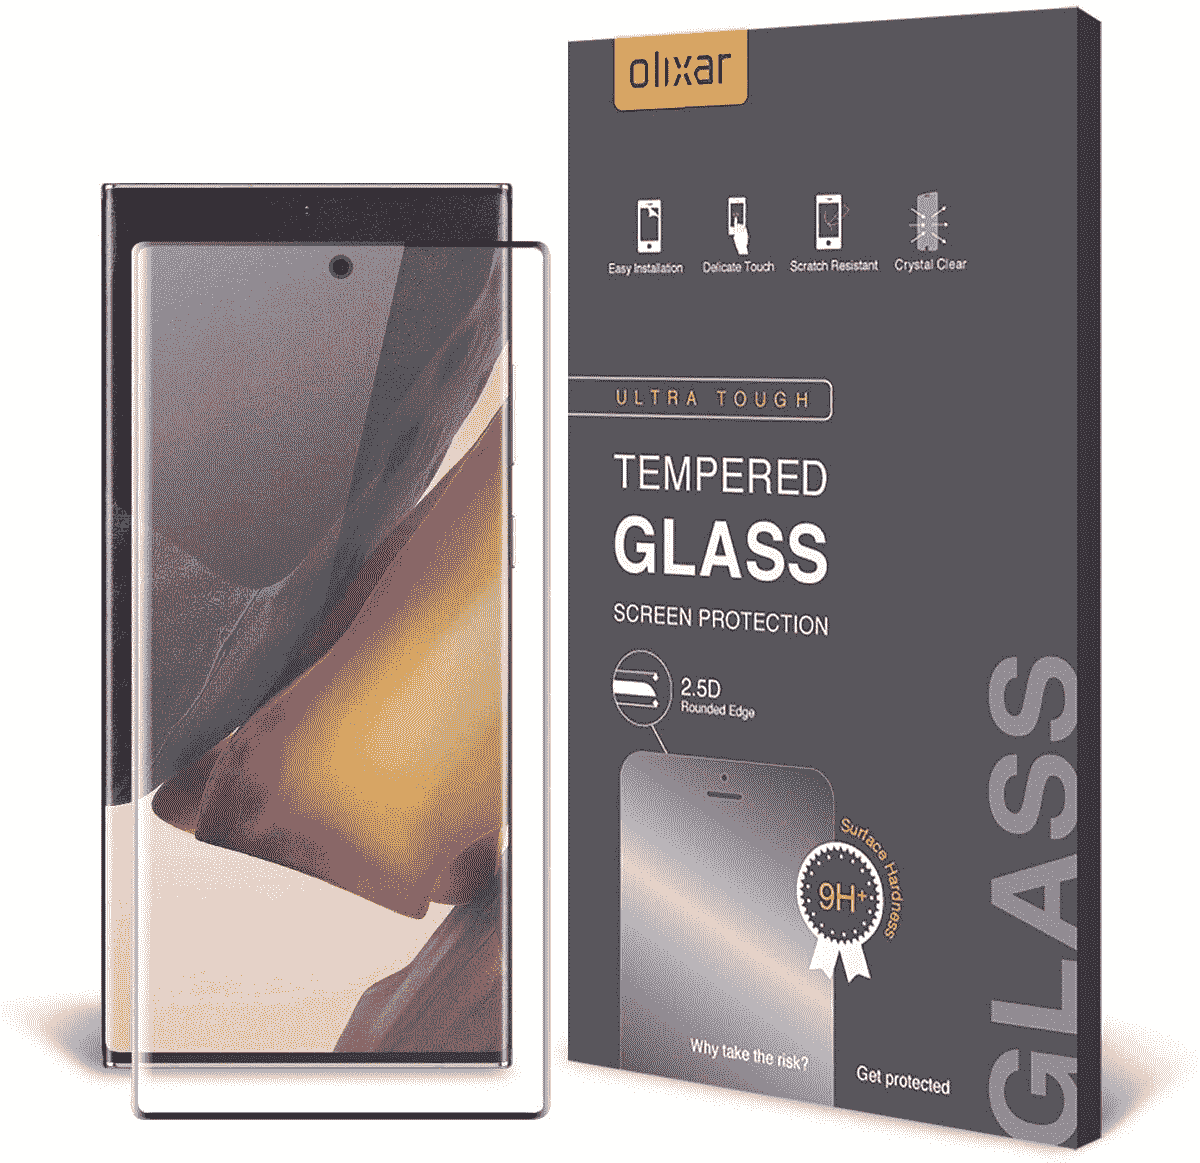 olixar
Easy Installation
Delicate Touch
Scratch Resistant
Crystal Clear
ULTRA TOUGH
TEMPERED
GLASS
SCREEN PROTECTION
2.5D
Rounded Edge
Surface Hardness
9H+
Why take the risk?
Get protected
GLASS